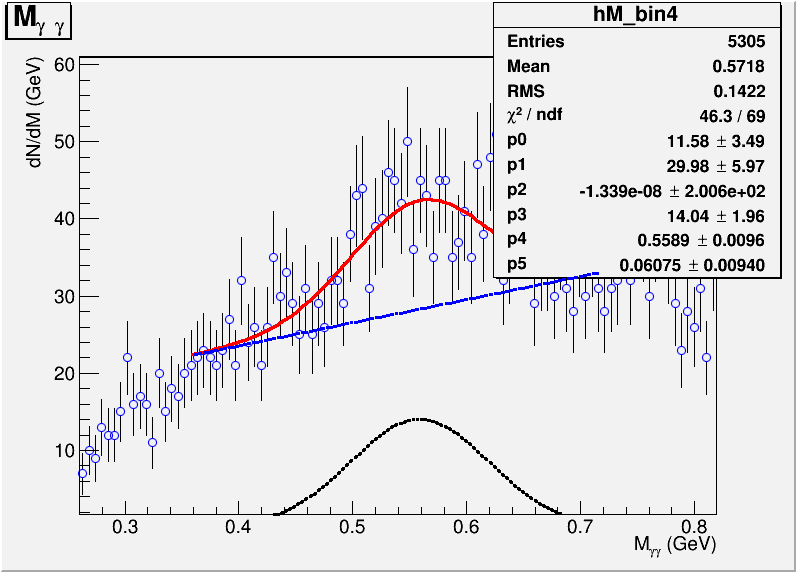 M γ γ
hM_bin4
Entries 5305
Mean 0.5718
RMS 0.1422
χ² / ndf 46.3 / 69
p0 11.58 ± 3.49
p1 29.98 ± 5.97
p2 -1.339e-08 ± 2.006e+02
p3 14.04 ± 1.96
p4 0.5589 ± 0.0096
p5 0.06075 ± 0.00940
dN/dM (GeV)
60
50
40
30
20
10
0.3 0.4 0.5 0.6 0.7 0.8
Mγγ (GeV)